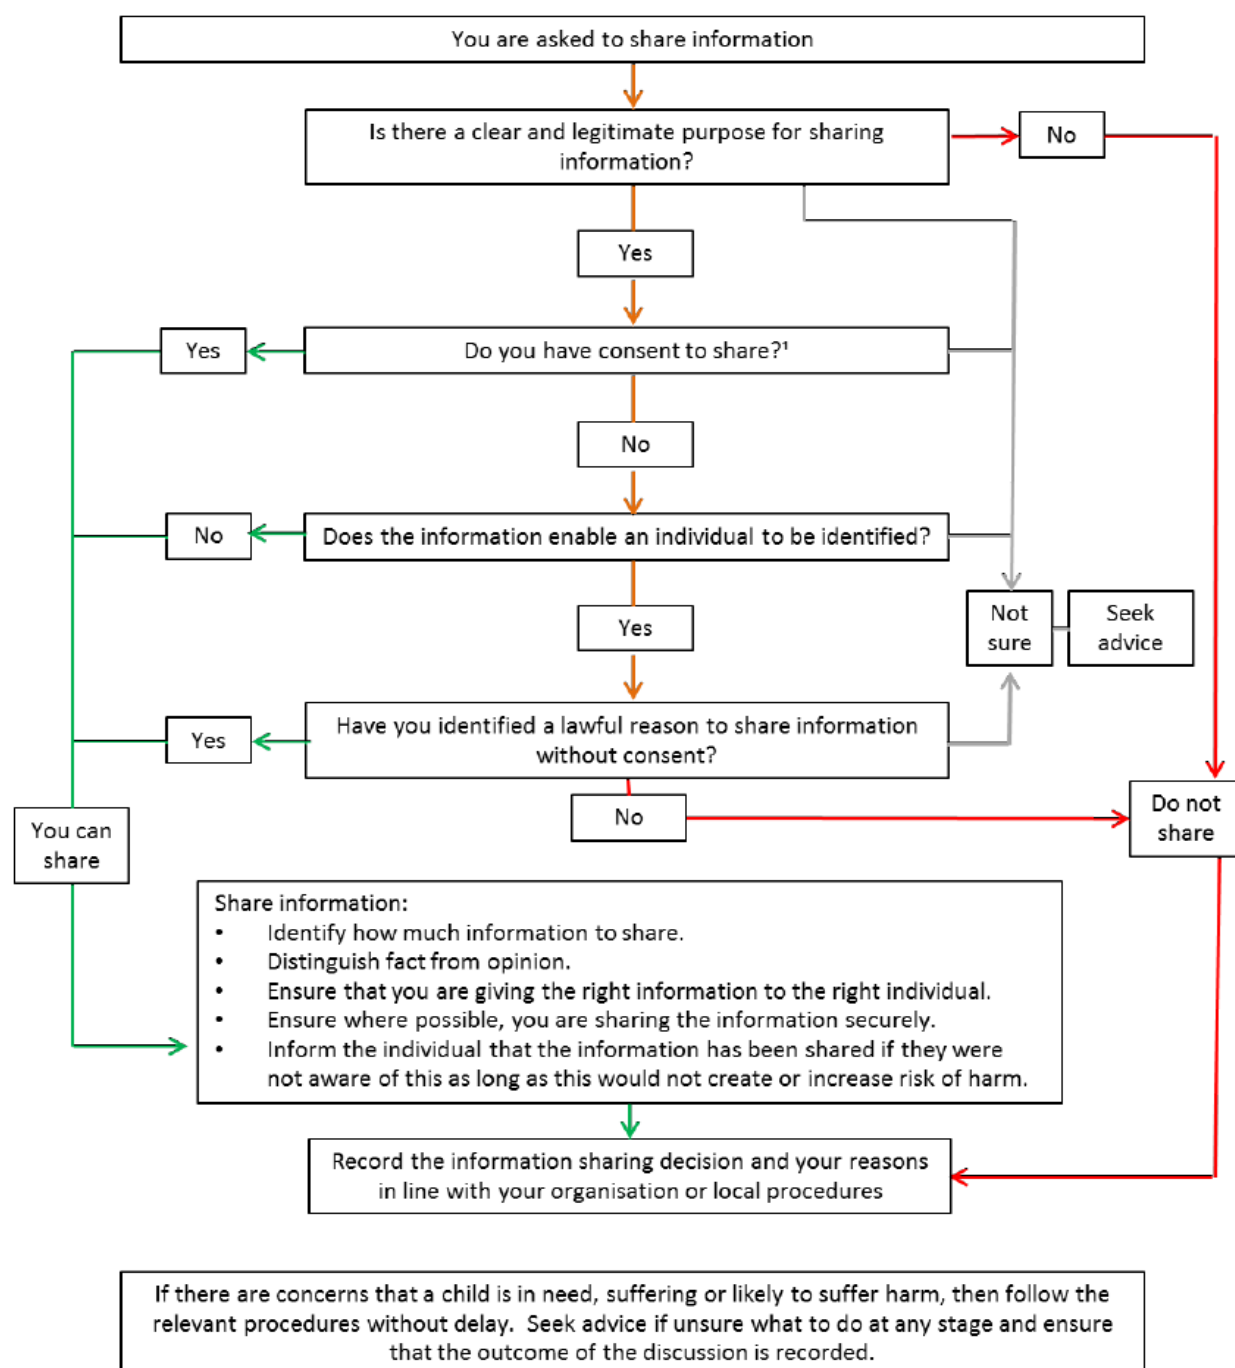 You are asked to share information
Is there a clear and legitimate purpose for sharing
information?
No
Yes
Yes
Do you have consent to share?¹
No
No
Does the information enable an individual to be identified?
Yes
Not
sure
Seek
advice
Yes
Have you identified a lawful reason to share information
without consent?
No
Do not
share
You can
share
Share information:
• Identify how much information to share.
• Distinguish fact from opinion.
• Ensure that you are giving the right information to the right individual.
• Ensure where possible, you are sharing the information securely.
• Inform the individual that the information has been shared if they were
not aware of this as long as this would not create or increase risk of harm.
Record the information sharing decision and your reasons
in line with your organisation or local procedures
If there are concerns that a child is in need, suffering or likely to suffer harm, then follow the
relevant procedures without delay. Seek advice if unsure what to do at any stage and ensure
that the outcome of the discussion is recorded.